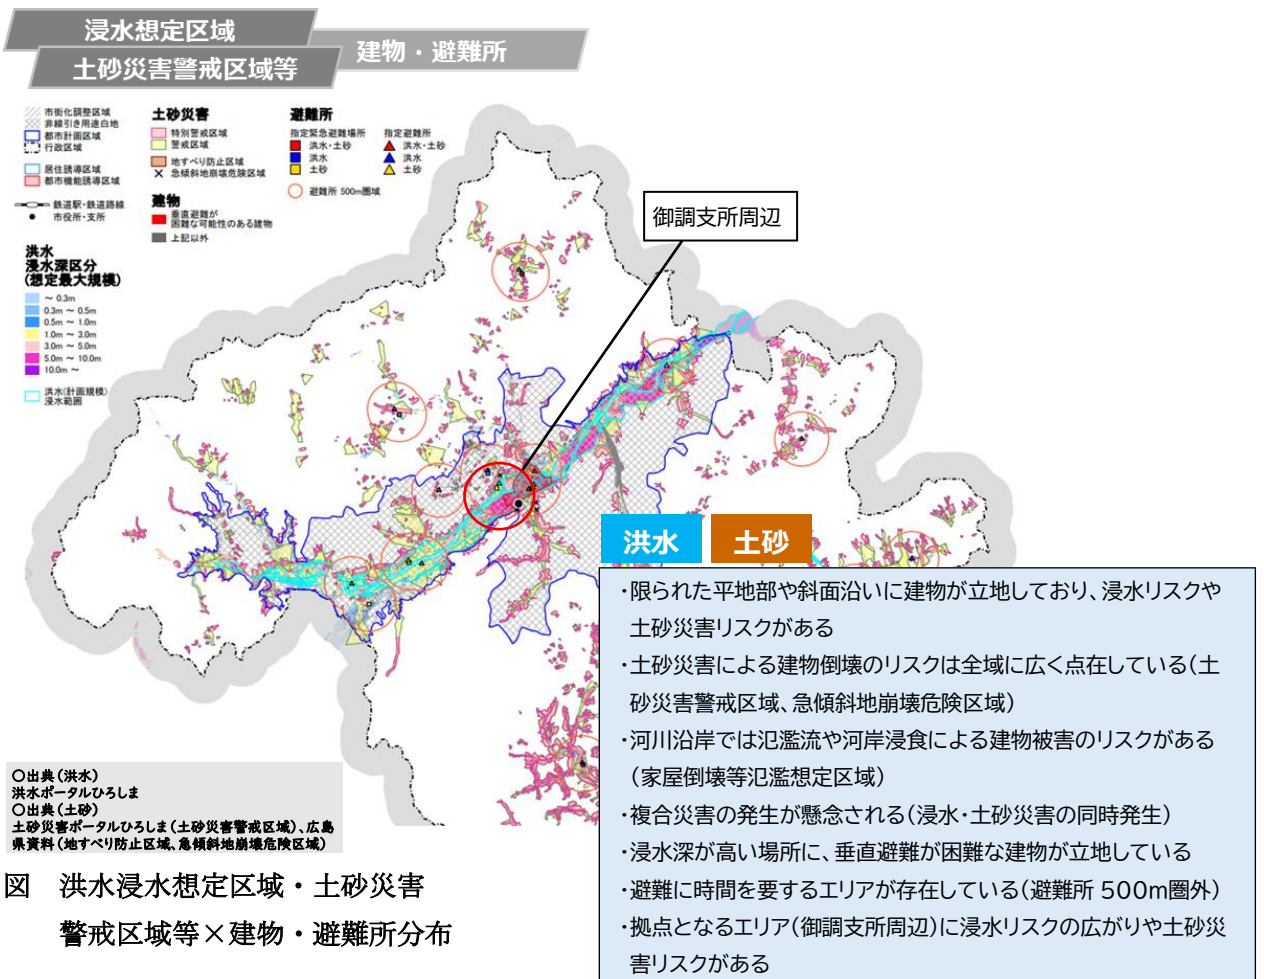 浸水想定区域
土砂災害警戒区域等
建物・避難所
市街化調整区域
非線引き用途白地
都市計画区域
行政区域
居住誘導区域
都市機能誘導区域
鉄道駅・鉄道路線
市役所・支所
洪水
浸水深区分
(想定最大規模)
～ 0.3m
0.3m ～ 0.5m
0.5m ～ 1.0m
1.0m ～ 3.0m
3.0m ～ 5.0m
5.0m ～ 10.0m
10.0m ～
洪水(計画規模)
浸水範囲
土砂災害
特別警戒区域
警戒区域
地すべり防止区域
急傾斜地崩壊危険区域
建物
垂直避難が
困難な可能性のある建物
上記以外
避難所
指定緊急避難場所
洪水・土砂
洪水
土砂
指定避難所
洪水・土砂
洪水
土砂
避難所 500m圏域
御調支所周辺
洪水
土砂
・限られた平地部や斜面沿いに建物が立地しており、浸水リスクや
土砂災害リスクがある
・土砂災害による建物倒壊のリスクは全域に広く点在している(土
砂災害警戒区域、急傾斜地崩壊危険区域)
・河川沿岸では氾濫流や河岸浸食による建物被害のリスクがある
(家屋倒壊等氾濫想定区域)
・複合災害の発生が懸念される(浸水・土砂災害の同時発生)
・浸水深が高い場所に、垂直避難が困難な建物が立地している
・避難に時間を要するエリアが存在している(避難所 500m圏外)
・拠点となるエリア(御調支所周辺)に浸水リスクの広がりや土砂災
害リスクがある
○出典(洪水)
洪水ポータルひろしま
○出典(土砂)
土砂災害ポータルひろしま(土砂災害警戒区域)、広島
県資料(地すべり防止区域、急傾斜地崩壊危険区域)
図　洪水浸水想定区域・土砂災害
警戒区域等×建物・避難所分布